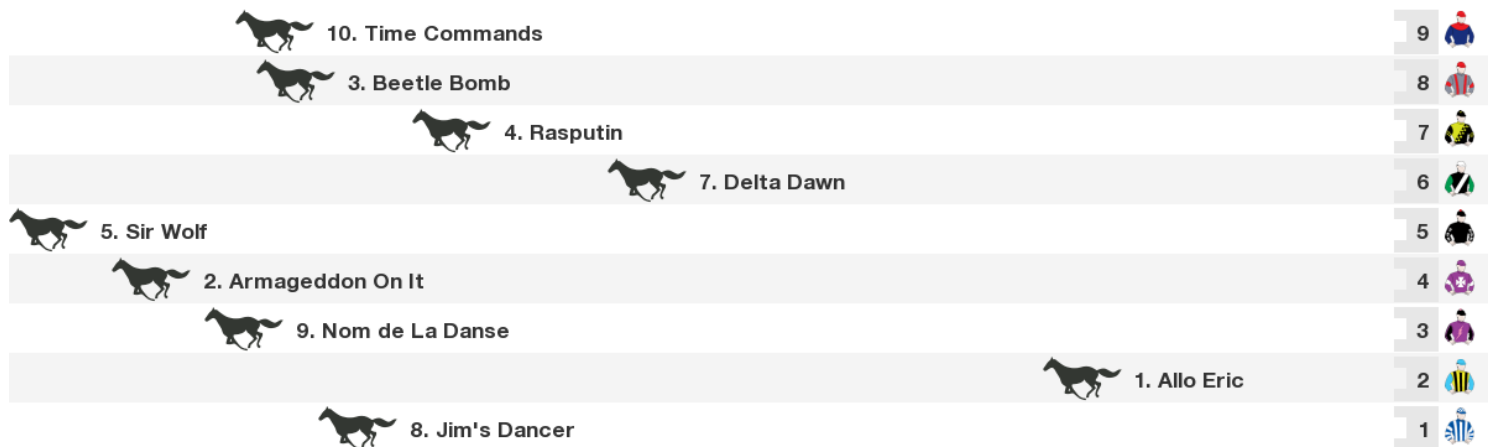 10. Time Commands 9
3. Beetle Bomb 8
4. Rasputin 7
7. Delta Dawn 6
5. Sir Wolf 5
2. Armageddon On It 4
9. Nom de La Danse 3
1. Allo Eric 2
8. Jim's Dancer 1